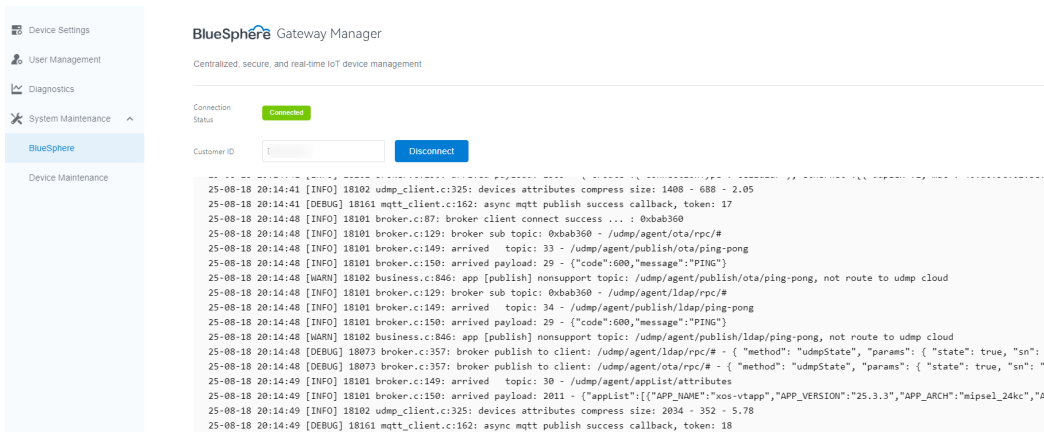 Device Settings
User Management
Diagnostics
System Maintenance
BlueSphere
Device Maintenance
BlueSphere Gateway Manager
Centralized, secure, and real-time IoT device management
Connection
Status
Connected
Customer ID
Disconnect
25-08-18 20:14:41 [INFO] 18102 udmp_client.c:325: devices attributes compress size: 1408 - 688 - 2.05
25-08-18 20:14:41 [DEBUG] 18161 mqtt_client.c:162: async mqtt publish success callback, token: 17
25-08-18 20:14:48 [INFO] 18101 broker.c:87: broker client connect success ... : 0xbab360
25-08-18 20:14:48 [INFO] 18101 broker.c:129: broker sub topic: 0xbab360 - /udmp/agent/ota/rpc/#
25-08-18 20:14:48 [INFO] 18101 broker.c:149: arrived   topic: 33 - /udmp/agent/publish/ota/ping-pong
25-08-18 20:14:48 [INFO] 18101 broker.c:150: arrived payload: 29 - {"code":600,"message":"PING"}
25-08-18 20:14:48 [WARN] 18102 business.c:846: app [publish] nonsupport topic: /udmp/agent/publish/ota/ping-pong, not route to udmp cloud
25-08-18 20:14:48 [INFO] 18101 broker.c:129: broker sub topic: 0xbab360 - /udmp/agent/ldap/rpc/#
25-08-18 20:14:48 [INFO] 18101 broker.c:149: arrived   topic: 34 - /udmp/agent/publish/ldap/ping-pong
25-08-18 20:14:48 [INFO] 18101 broker.c:150: arrived payload: 29 - {"code":600,"message":"PING"}
25-08-18 20:14:48 [WARN] 18102 business.c:846: app [publish] nonsupport topic: /udmp/agent/publish/ldap/ping-pong, not route to udmp cloud
25-08-18 20:14:48 [DEBUG] 18073 broker.c:357: broker publish to client: /udmp/agent/ldap/rpc/# - { "method": "udmpState", "params": { "state": true, "sn":
25-08-18 20:14:48 [DEBUG] 18073 broker.c:357: broker publish to client: /udmp/agent/ota/rpc/# - { "method": "udmpState", "params": { "state": true, "sn": "
25-08-18 20:14:49 [INFO] 18101 broker.c:149: arrived   topic: 30 - /udmp/agent/appList/attributes
25-08-18 20:14:49 [INFO] 18101 broker.c:150: arrived payload: 2011 - {"appList":[{"APP_NAME":"xos-vtapp","APP_VERSION":"25.3.3","APP_ARCH":"mipsel_24kc","A
25-08-18 20:14:49 [INFO] 18102 udmp_client.c:325: devices attributes compress size: 2034 - 352 - 5.78
25-08-18 20:14:49 [DEBUG] 18161 mqtt_client.c:162: async mqtt publish success callback, token: 18